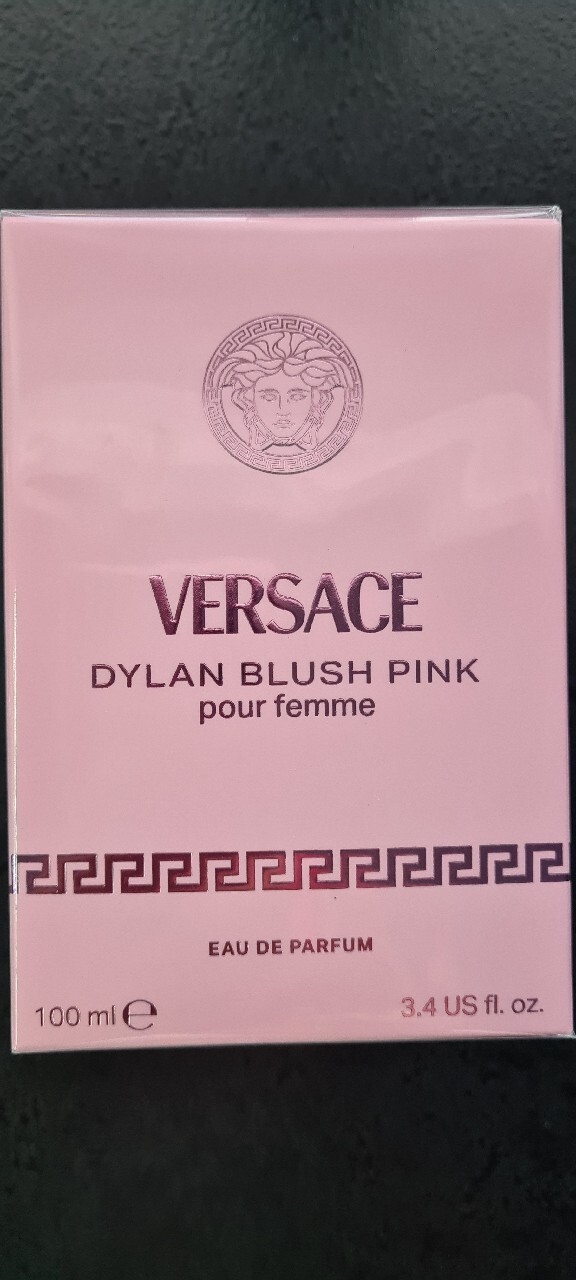 VERSACE
DYLAN BLUSH PINK
pour femme
EAU DE PARFUM
100 ml ℮
3.4 US fl. oz.